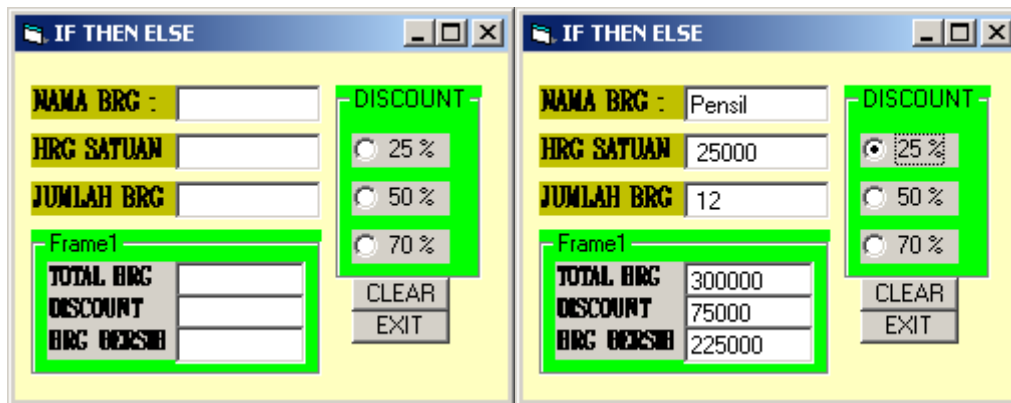 IF THEN ELSE
NAMA BRG :
HRG SATUAN
JUMLAH BRG
DISCOUNT
25 %
50 %
70 %
Frame1
TOTAL BRG
DISCOUNT
HRG BERSIH
CLEAR
EXIT
IF THEN ELSE
NAMA BRG : Pensil
HRG SATUAN 25000
JUMLAH BRG 12
DISCOUNT
25 %
50 %
70 %
Frame1
TOTAL BRG 300000
DISCOUNT 75000
HRG BERSIH 225000
CLEAR
EXIT